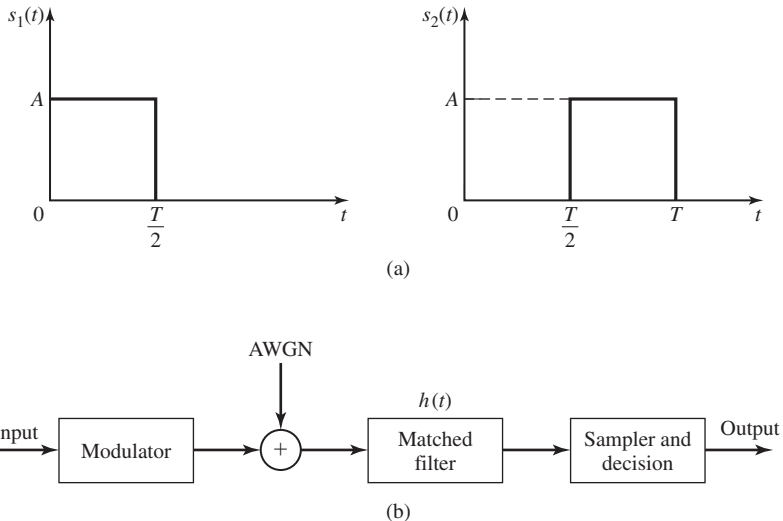 s₁(t)
A
0
T/2
t
s₂(t)
A
0
T/2
T
t
(a)
AWGN
nput
Modulator
+
h(t)
Matched
filter
Sampler and
decision
Output
(b)